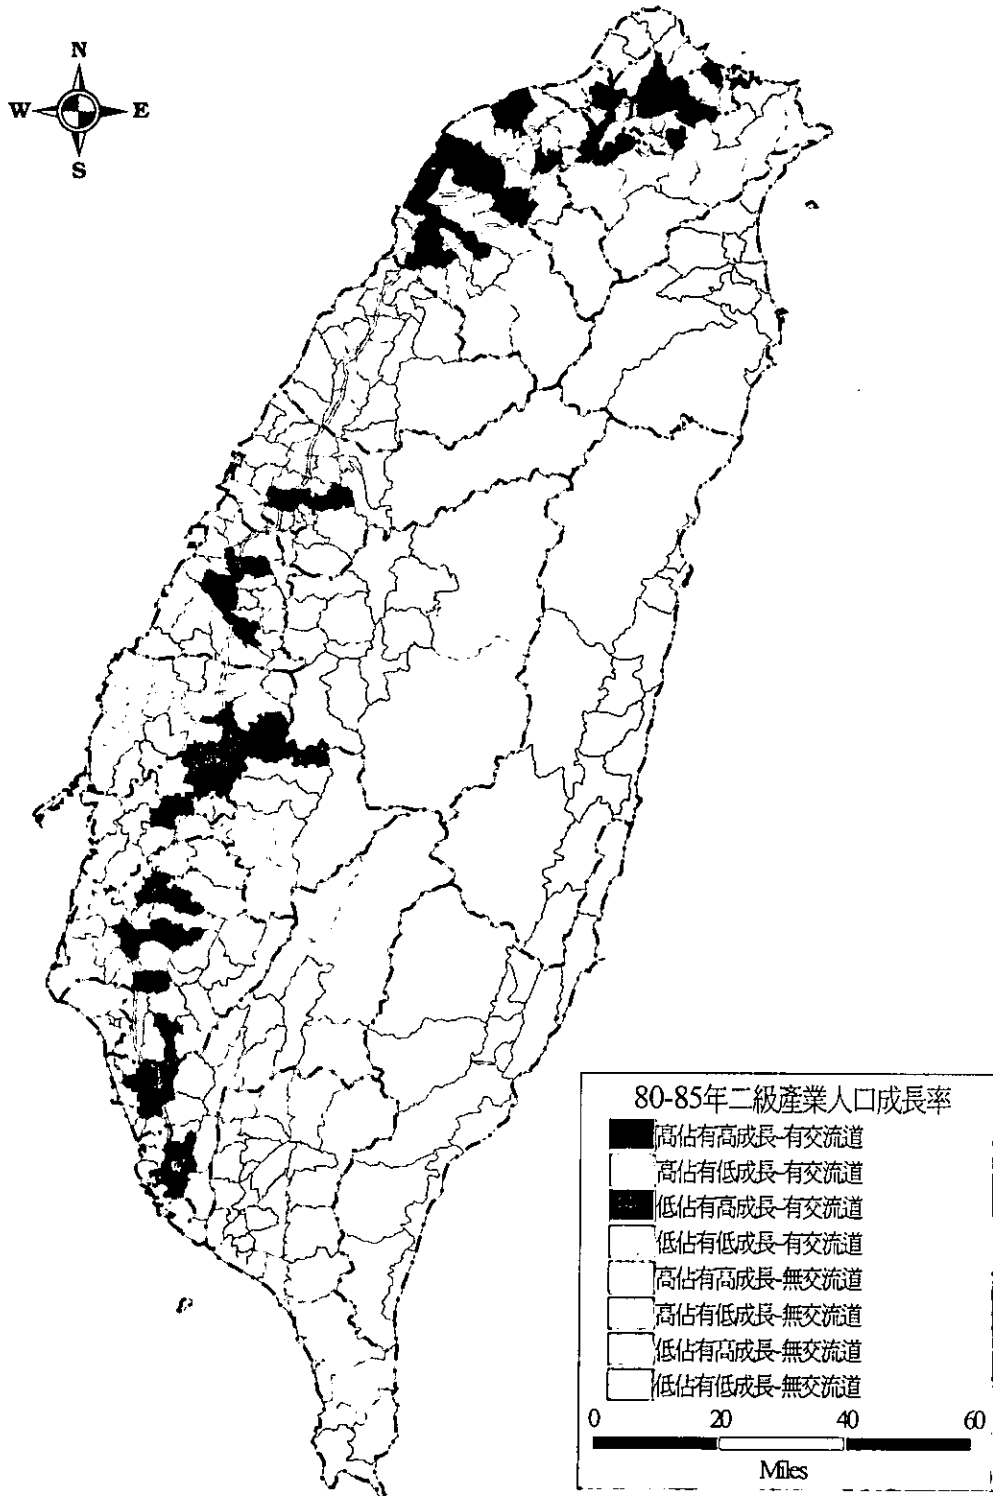 N
W E
S
80-85年二級產業人口成長率
高佔有高成長-有交流道
高佔有低成長-有交流道
低佔有高成長-有交流道
低佔有低成長-有交流道
高佔有高成長-無交流道
高佔有低成長-無交流道
低佔有高成長-無交流道
低佔有低成長-無交流道
0 20 40 60
Miles